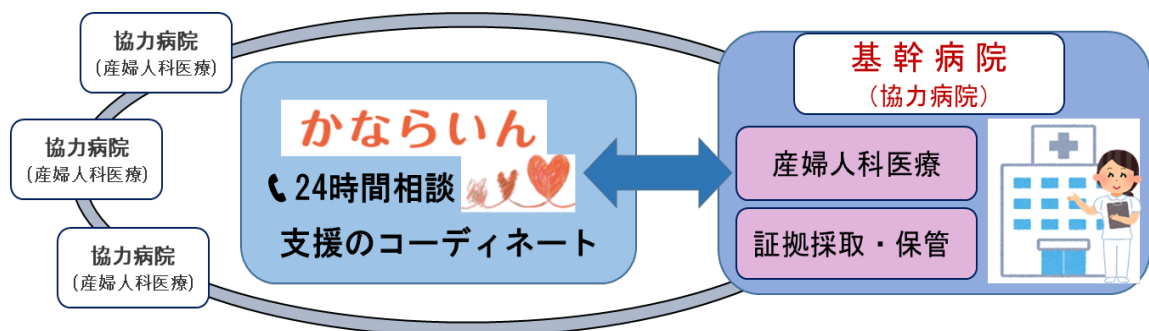 協力病院
(産婦人科医療)
協力病院
(産婦人科医療)
協力病院
(産婦人科医療)
かならいん
24時間相談
支援のコーディネート
基幹病院
(協力病院)
産婦人科医療
証拠採取・保管